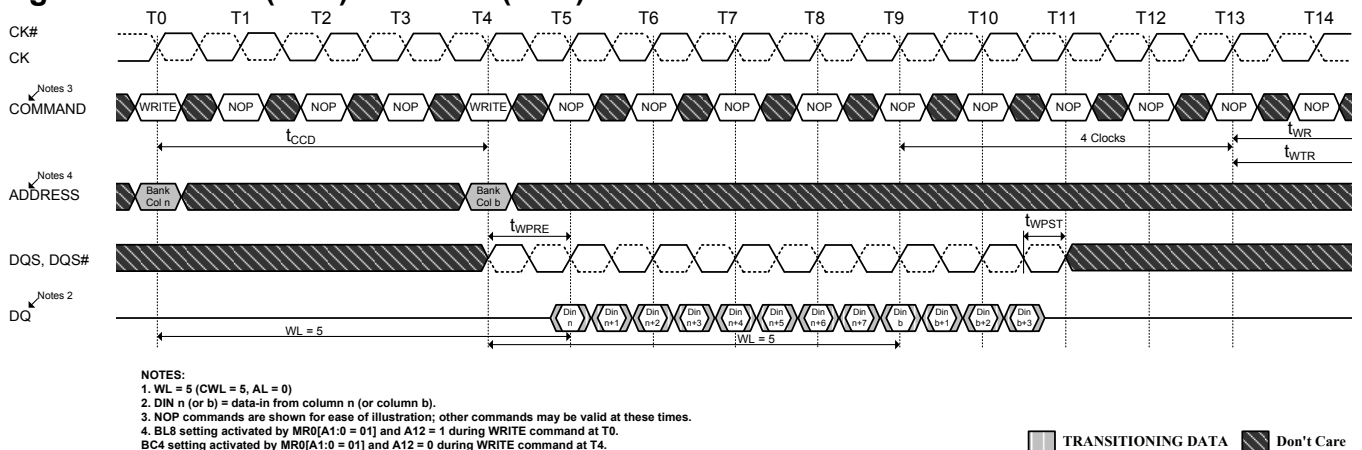 T0 T1 T2 T3 T4 T5 T6 T7 T8 T9 T10 T11 T12 T13 T14
CK#
CK
Notes 3
COMMAND
WRITE NOP NOP NOP WRITE NOP NOP NOP NOP NOP NOP NOP NOP NOP NOP
tCCD
4 Clocks
tWR
tWTR
Notes 4
ADDRESS
Bank Col n
Bank Col b
tWPRE
tWPST
DQS, DQS#
Notes 2
DQ
Din n Din n+1 Din n+2 Din n+3 Din n+4 Din n+5 Din n+6 Din n+7 Din b Din b+1 Din b+2 Din b+3
WL = 5
WL = 5
NOTES:
1. WL = 5 (CWL = 5, AL = 0)
2. DIN n (or b) = data-in from column n (or column b).
3. NOP commands are shown for ease of illustration; other commands may be valid at these times.
4. BL8 setting activated by MR0[A1:0 = 01] and A12 = 1 during WRITE command at T0.
BC4 setting activated by MR0[A1:0 = 01] and A12 = 0 during WRITE command at T4.
TRANSITIONING DATA Don't Care